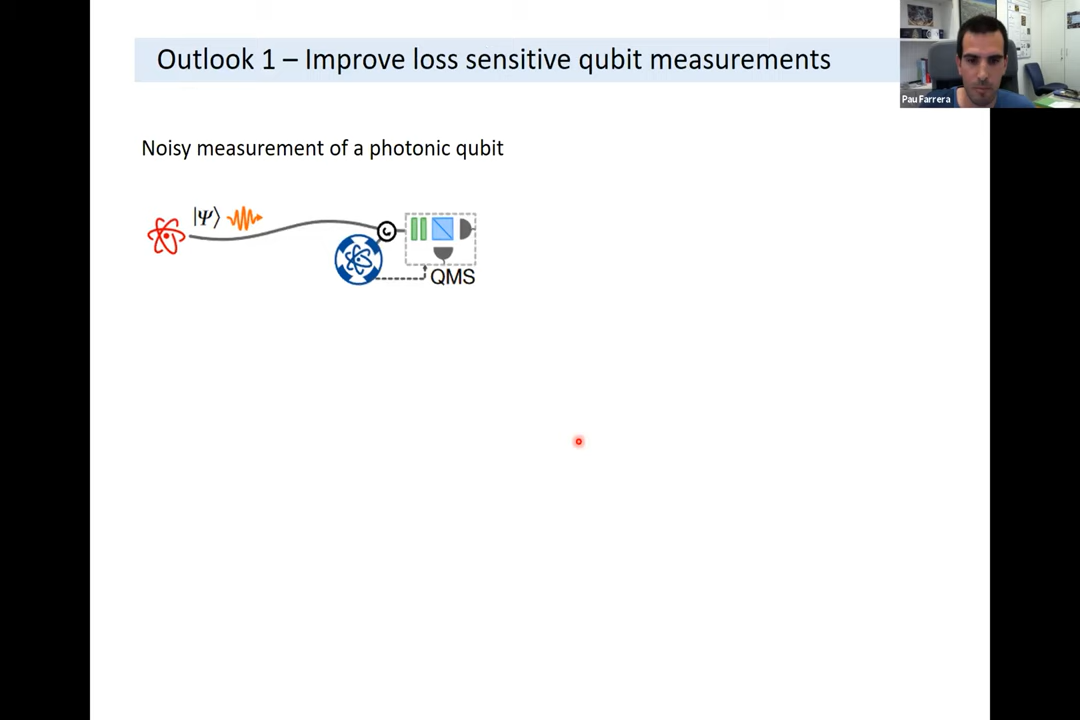 Outlook 1 – Improve loss sensitive qubit measurements
Pau Farrera
Noisy measurement of a photonic qubit
|Ψ⟩
QMS